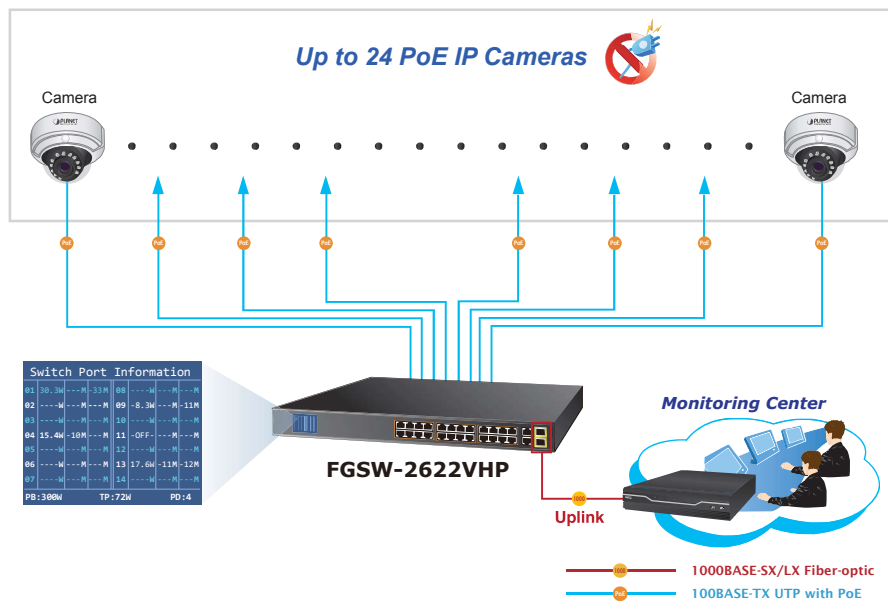 Up to 24 PoE IP Cameras
Camera
Camera
PLANET
PLANET
PoE PoE PoE PoE PoE PoE PoE PoE
Switch Port Information
01 30.3W ---M -33M 08 ----W ---M ---M
02 ----W ---M ---M 09 -8.3W ---M -11M
03 ----W ---M ---M 10 ----W ---M ---M
04 15.4W -10M ---M 11 -OFF- ---M ---M
05 ----W ---M ---M 12 ----W ---M ---M
06 ----W ---M ---M 13 17.6W -11M -12M
07 ----W ---M ---M 14 ----W ---M ---M
PB:300W TP:72W PD:4
FGSW-2622VHP
Monitoring Center
1000
Uplink
1000 1000BASE-SX/LX Fiber-optic
PoE 100BASE-TX UTP with PoE